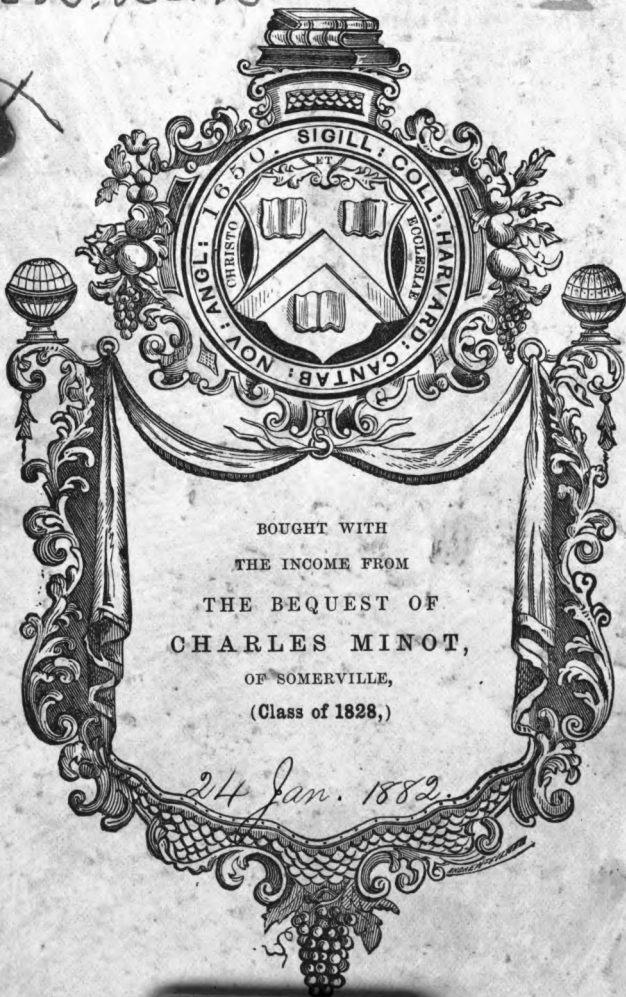 SIGILL: COLL: HARVARD: CANTAB: NOV: ANGL: 1650.
ET
CHRISTO
ECCLESIAE
BOUGHT WITH
THE INCOME FROM
THE BEQUEST OF
CHARLES MINOT,
OF SOMERVILLE,
(Class of 1828,)
24 Jan. 1882.